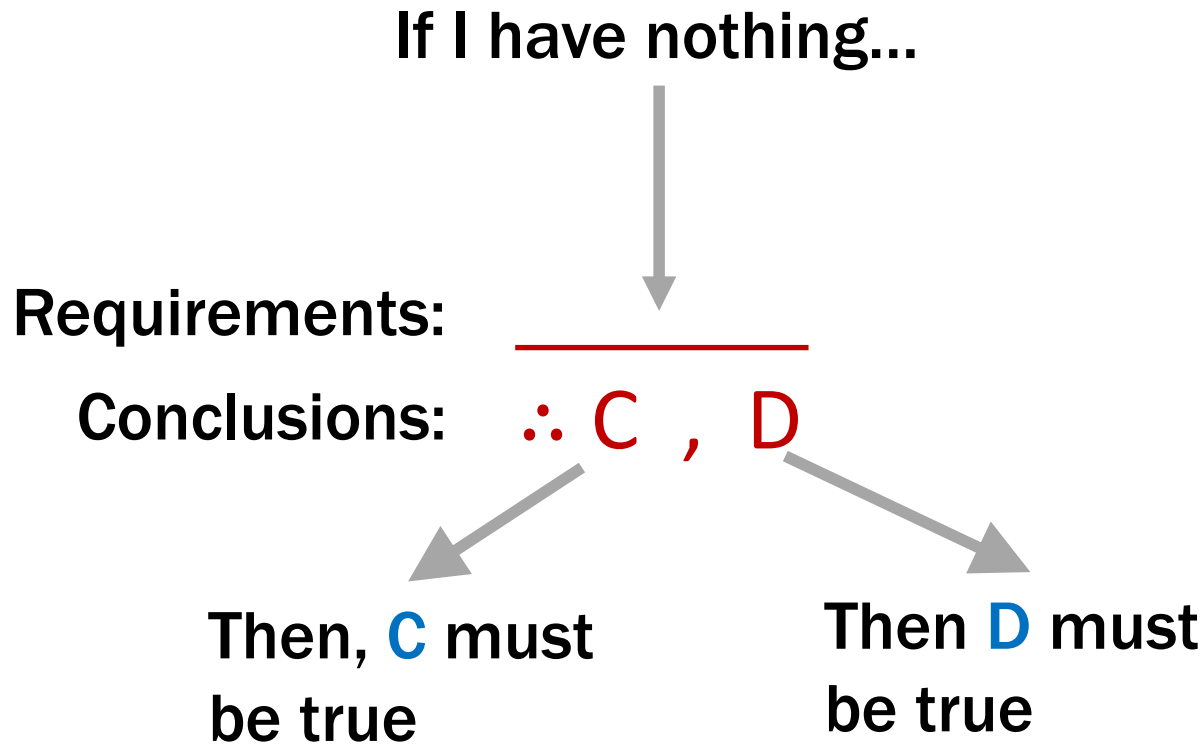 If I have nothing...
Requirements:
Conclusions: ∴ C , D
Then, C must
be true
Then D must
be true